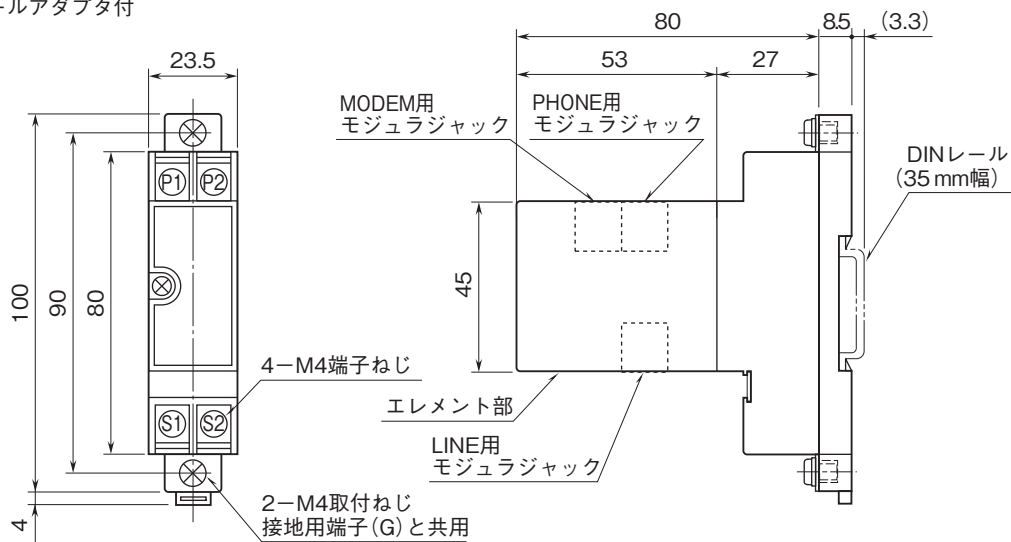 ールアダプタ付
23.5
80
8.5
(3.3)
53
27
MODEM用
モジュラジャック
PHONE用
モジュラジャック
DINレール
(35 mm幅)
P1
P2
100
90
80
45
4-M4端子ねじ
エレメント部
S1
S2
LINE用
モジュラジャック
2-M4取付ねじ
接地用端子(G)と共用
4